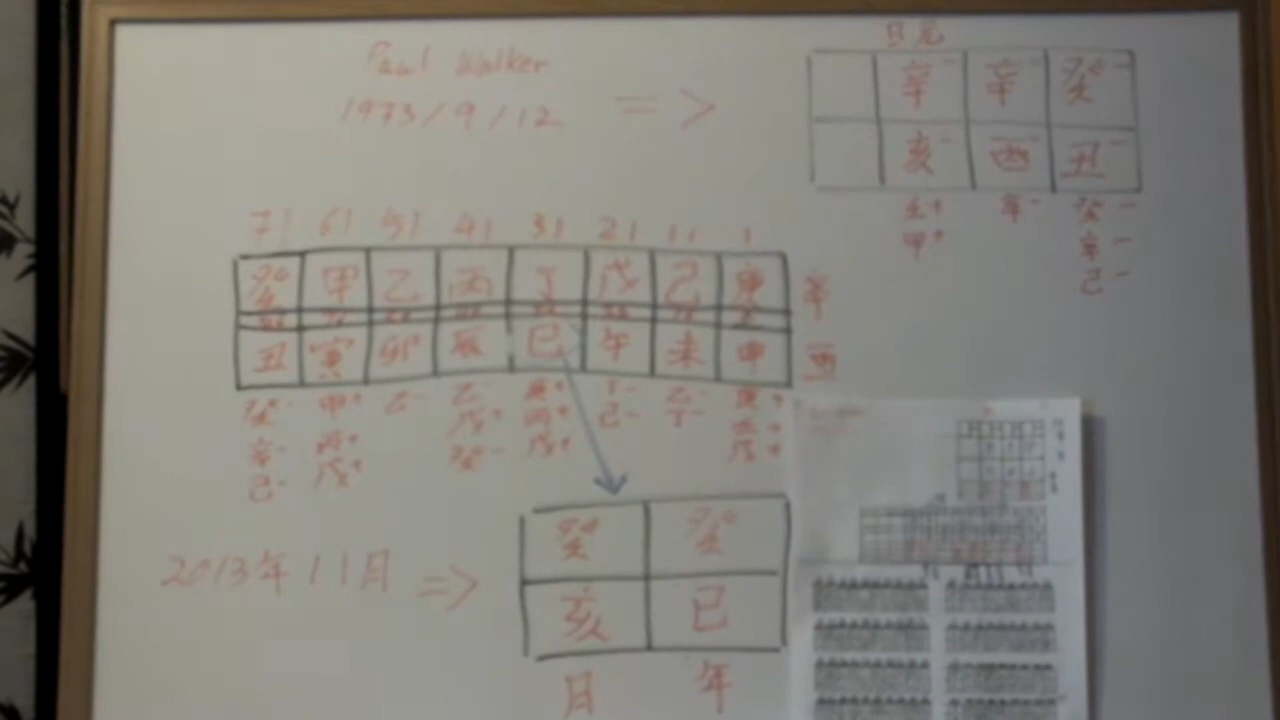 Paul Walker
1973/9/12 =>
辛- 辛- 癸-
亥- 酉- 丑-
壬+ 辛- 癸-
甲+ 辛-
己-
71 61 51 41 31 21 11 1
癸 甲 乙 丙 丁 戊 己 庚 辛
丑 寅 卯 辰 巳 午 未 申 酉
癸- 甲+ 乙- 乙- 庚+ 丁- 乙- 庚+
辛- 丙+ 戊+ 丙+ 己- 丁- 壬+
己- 戊+ 癸- 戊+ 戊+
2013年11月 =>
癸 癸
亥 巳
月 年